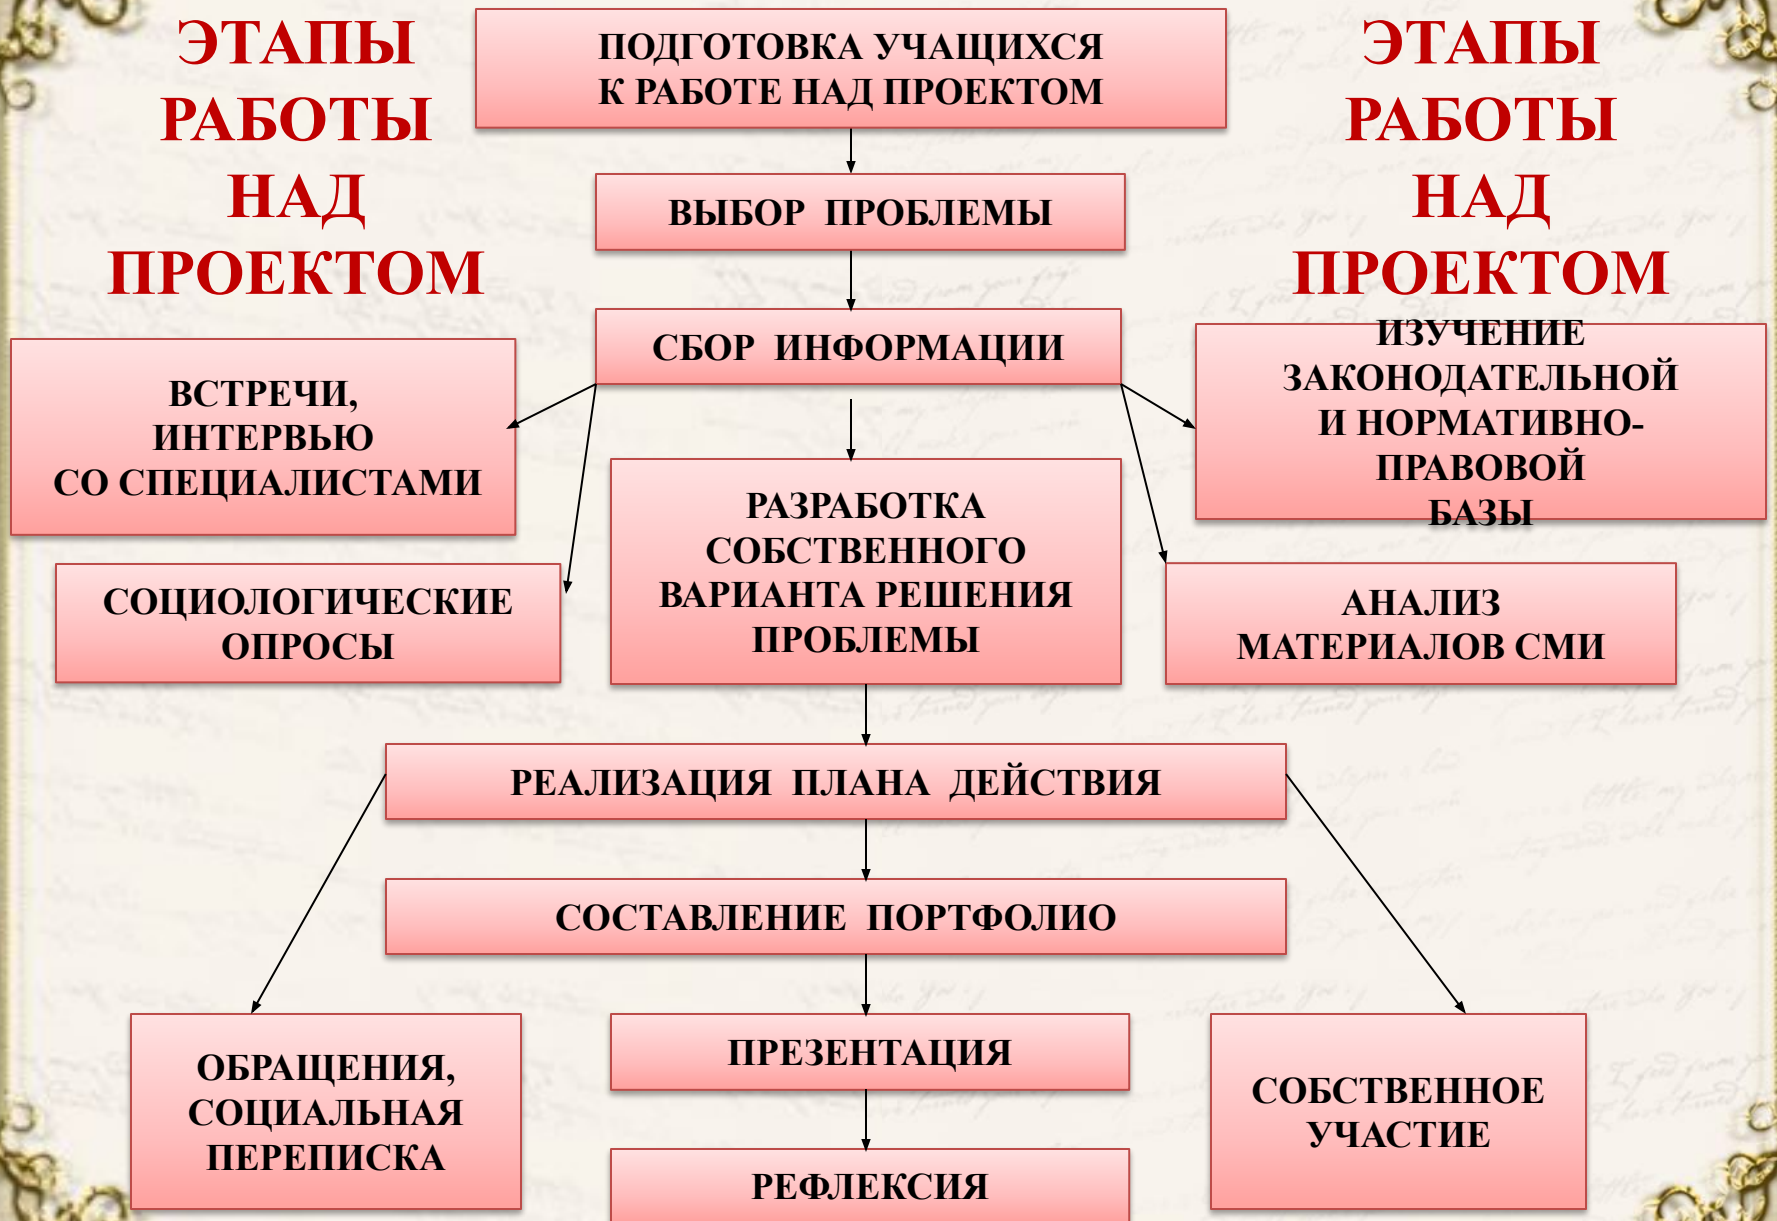 ЭТАПЫ
РАБОТЫ
НАД
ПРОЕКТОМ
ПОДГОТОВКА УЧАЩИХСЯ
К РАБОТЕ НАД ПРОЕКТОМ
ЭТАПЫ
РАБОТЫ
НАД
ПРОЕКТОМ
ВЫБОР ПРОБЛЕМЫ
СБОР ИНФОРМАЦИИ
ВСТРЕЧИ,
ИНТЕРВЬЮ
СО СПЕЦИАЛИСТАМИ
ИЗУЧЕНИЕ
ЗАКОНОДАТЕЛЬНОЙ
И НОРМАТИВНО-
ПРАВОВОЙ
БАЗЫ
СОЦИОЛОГИЧЕСКИЕ
ОПРОСЫ
РАЗРАБОТКА
СОБСТВЕННОГО
ВАРИАНТА РЕШЕНИЯ
ПРОБЛЕМЫ
АНАЛИЗ
МАТЕРИАЛОВ СМИ
РЕАЛИЗАЦИЯ ПЛАНА ДЕЙСТВИЯ
СОСТАВЛЕНИЕ ПОРТФОЛИО
ОБРАЩЕНИЯ,
СОЦИАЛЬНАЯ
ПЕРЕПИСКА
ПРЕЗЕНТАЦИЯ
СОБСТВЕННОЕ
УЧАСТИЕ
РЕФЛЕКСИЯ